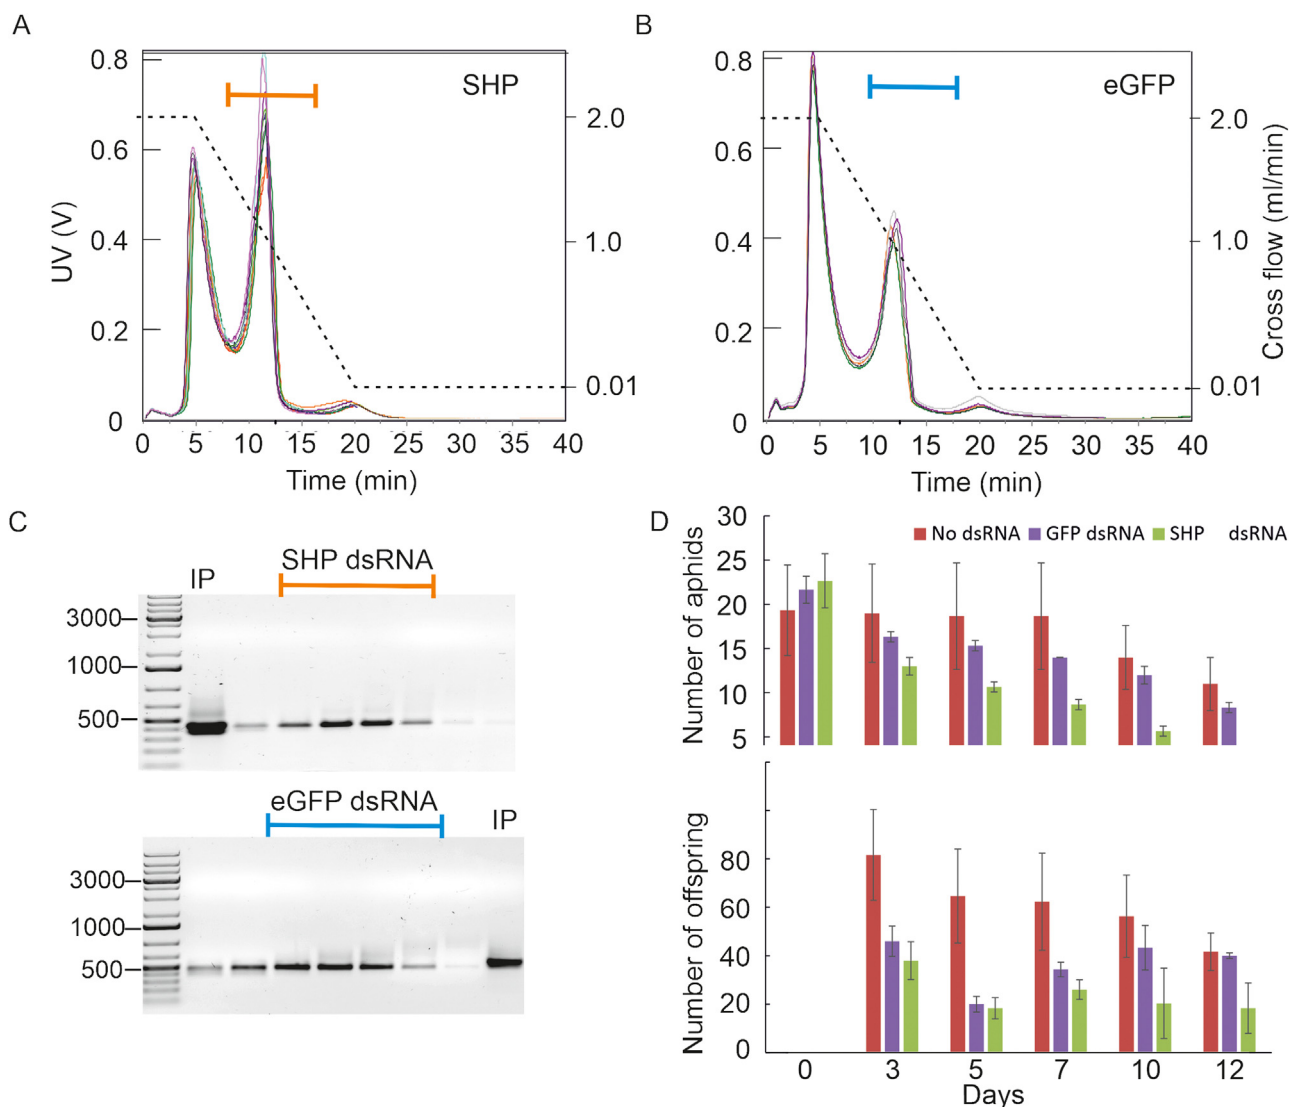 A
SHP
UV (V)
0.8
0.6
0.4
0.2
0
2.0
1.0
0.01
0 5 10 15 20 25 30 35 40
Time (min)
B
eGFP
0.8
0.6
0.4
0.2
0
2.0
1.0
0.01
Cross flow (ml/min)
0 5 10 15 20 25 30 35 40
Time (min)
C
SHP dsRNA
IP
3000
1000
500
eGFP dsRNA
IP
3000
1000
500
D
No dsRNA GFP dsRNA SHP dsRNA
Number of aphids
30
25
20
15
10
5
Number of offspring
80
60
40
20
0
0 3 5 7 10 12
Days